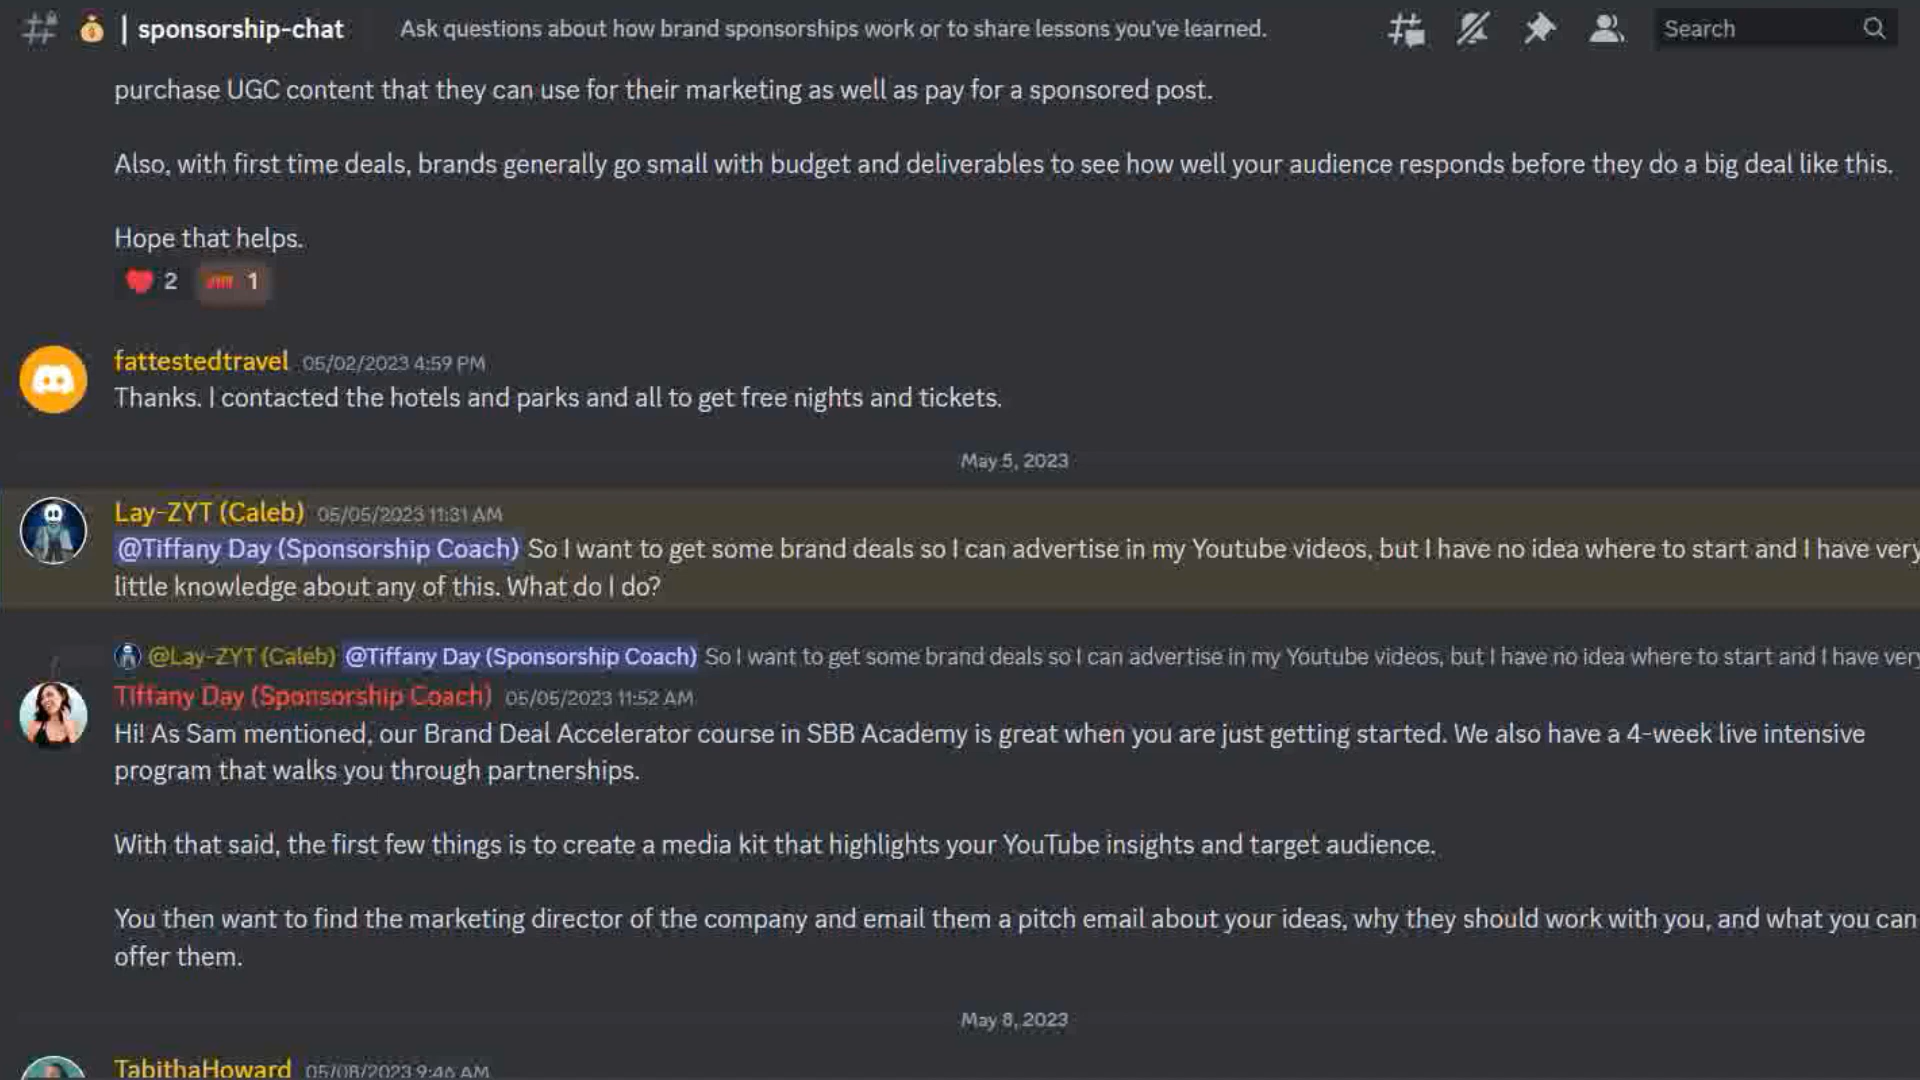 | sponsorship-chat Ask questions about how brand sponsorships work or to share lessons you've learned. Search
purchase UGC content that they can use for their marketing as well as pay for a sponsored post.
Also, with first time deals, brands generally go small with budget and deliverables to see how well your audience responds before they do a big deal like this.
Hope that helps.
2 1
fattestedtravel 05/02/2023 4:59 PM
Thanks. I contacted the hotels and parks and all to get free nights and tickets.
May 5, 2023
Lay-ZYT (Caleb) 05/05/2023 11:31 AM
@Tiffany Day (Sponsorship Coach) So I want to get some brand deals so I can advertise in my Youtube videos, but I have no idea where to start and I have very
little knowledge about any of this. What do I do?
@Lay-ZYT (Caleb) @Tiffany Day (Sponsorship Coach) So I want to get some brand deals so I can advertise in my Youtube videos, but I have no idea where to start and I have very
Tiffany Day (Sponsorship Coach) 05/05/2023 11:52 AM
Hi! As Sam mentioned, our Brand Deal Accelerator course in SBB Academy is great when you are just getting started. We also have a 4-week live intensive
program that walks you through partnerships.
With that said, the first few things is to create a media kit that highlights your YouTube insights and target audience.
You then want to find the marketing director of the company and email them a pitch email about your ideas, why they should work with you, and what you can
offer them.
May 8, 2023
TabithaHoward 05/08/2023 9:46 AM